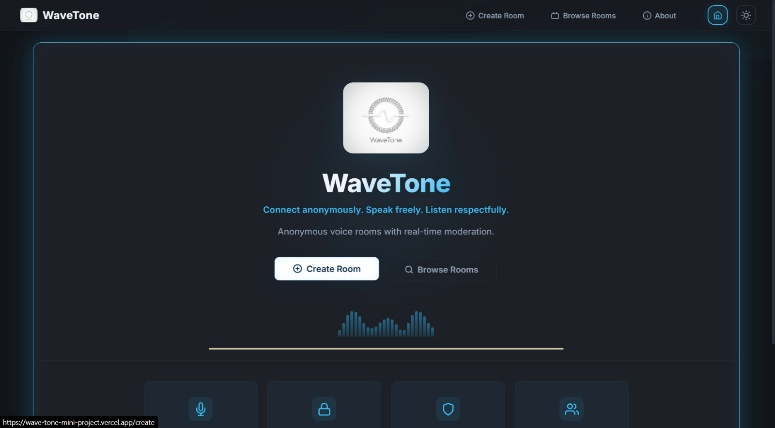 WaveTone
Create Room
Browse Rooms
About
WaveTone
WaveTone
Connect anonymously. Speak freely. Listen respectfully.
Anonymous voice rooms with real-time moderation.
Create Room
Browse Rooms
https://wave-tone-mini-project.vercel.app/create